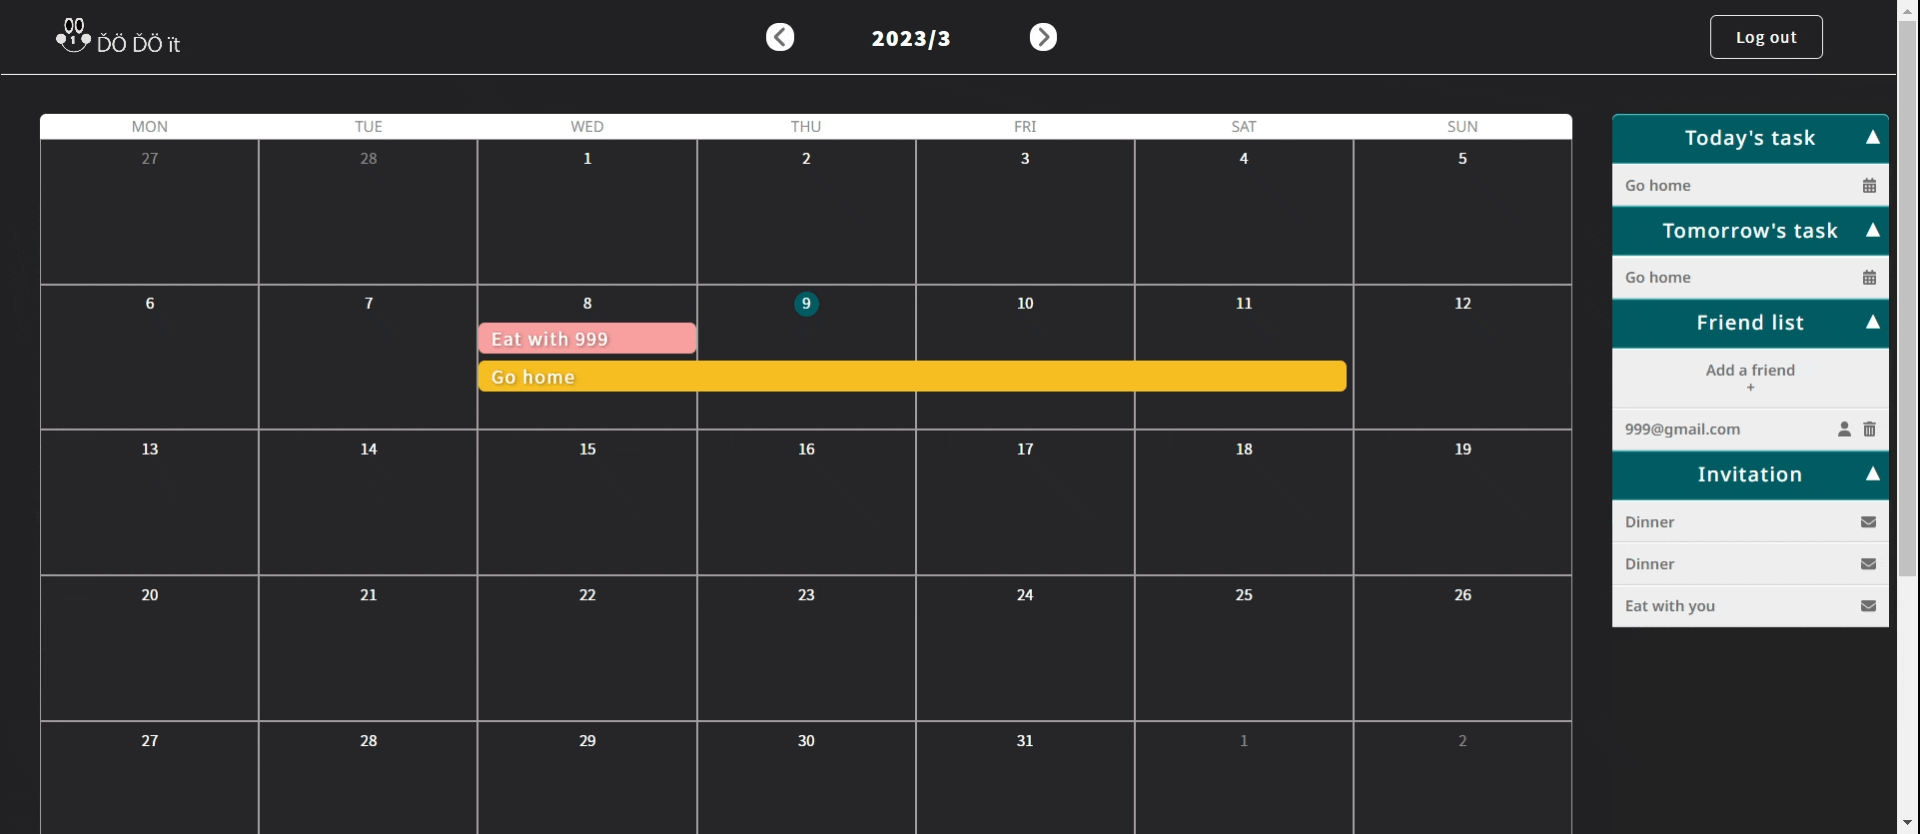 ÖÖ ĎÖ ĎÖ ït
2023/3
Log out
MON TUE WED THU FRI SAT SUN
27 28 1 2 3 4 5
6 7 8 9 10 11 12
Eat with 999
Go home
13 14 15 16 17 18 19
20 21 22 23 24 25 26
27 28 29 30 31 1 2
Today's task
Go home
Tomorrow's task
Go home
Friend list
Add a friend
+
999@gmail.com
Invitation
Dinner
Dinner
Eat with you